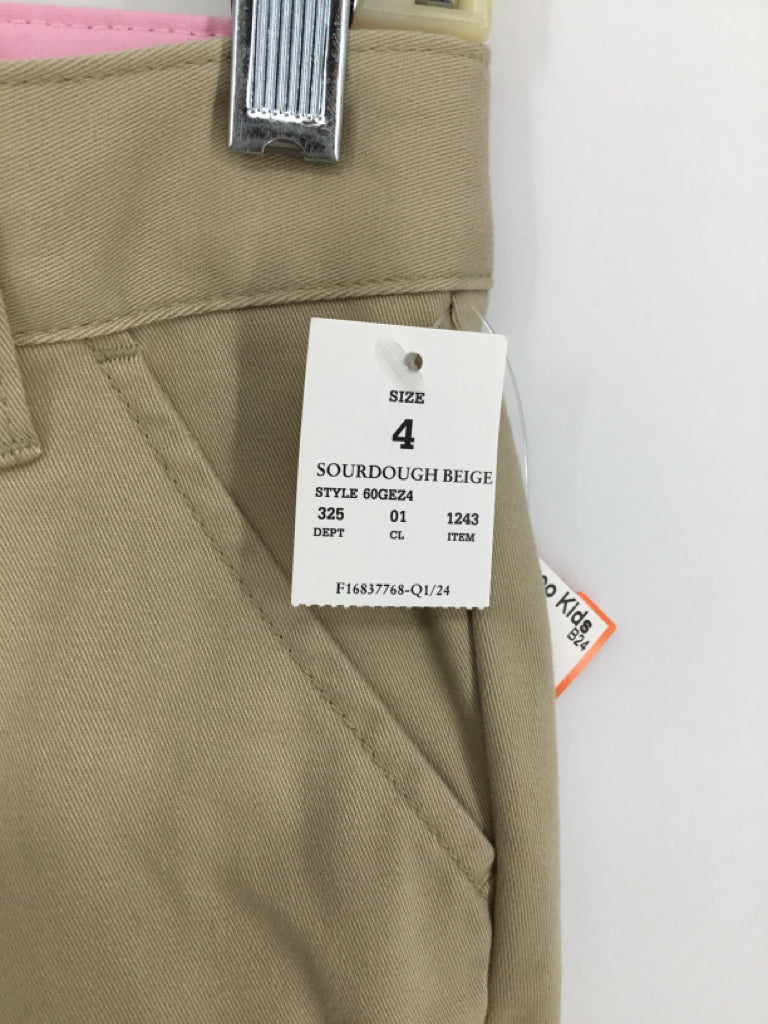 SIZE
4
SOURDOUGH BEIGE
STYLE 60GEZ4
325 01 1243
DEPT CL ITEM
F16837768-Q1/24
Kids
B24